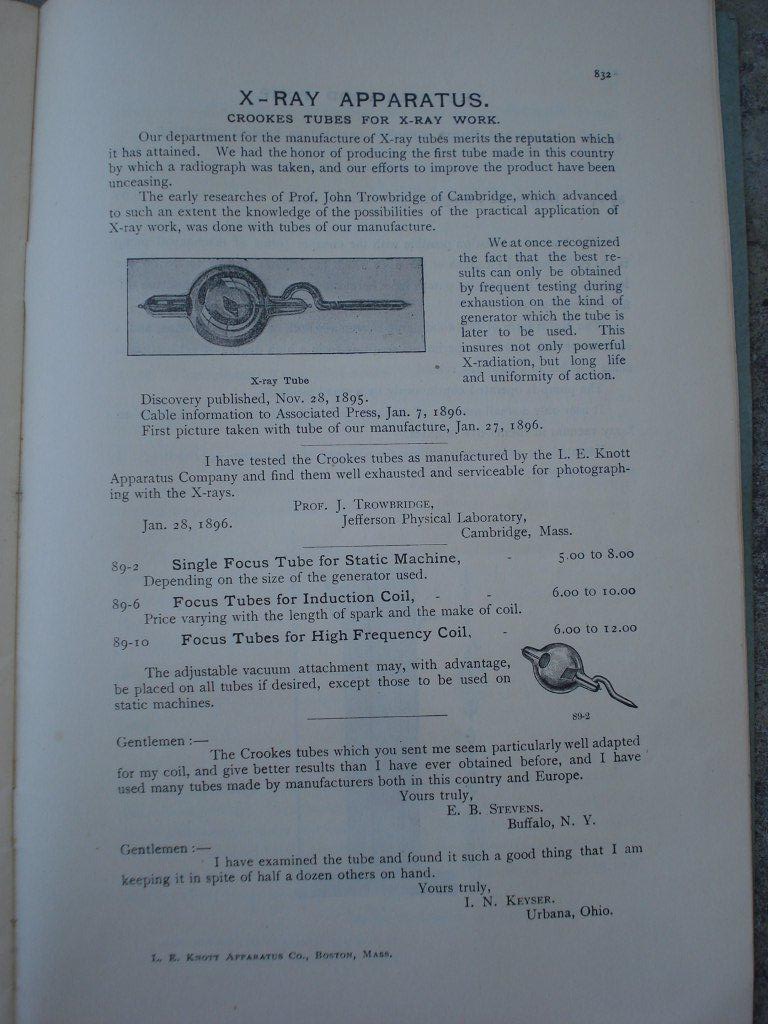 832
X-RAY APPARATUS.
CROOKES TUBES FOR X-RAY WORK.
Our department for the manufacture of X-ray tubes merits the reputation which
it has attained. We had the honor of producing the first tube made in this country
by which a radiograph was taken, and our efforts to improve the product have been
unceasing.
The early researches of Prof. John Trowbridge of Cambridge, which advanced
to such an extent the knowledge of the possibilities of the practical application of
X-ray work, was done with tubes of our manufacture.
We at once recognized
the fact that the best re-
sults can only be obtained
by frequent testing during
exhaustion on the kind of
generator which the tube is
later to be used. This
insures not only powerful
X-radiation, but long life
and uniformity of action.
X-ray Tube
Discovery published, Nov. 28, 1895.
Cable information to Associated Press, Jan. 7, 1896.
First picture taken with tube of our manufacture, Jan. 27, 1896.
I have tested the Crookes tubes as manufactured by the L. E. Knott
Apparatus Company and find them well exhausted and serviceable for photograph-
ing with the X-rays.
PROF. J. TROWBRIDGE,
Jan. 28, 1896. Jefferson Physical Laboratory,
Cambridge, Mass.
89-2 Single Focus Tube for Static Machine, - 5.00 to 8.00
Depending on the size of the generator used.
89-6 Focus Tubes for Induction Coil, - - 6.00 to 10.00
Price varying with the length of spark and the make of coil.
89-10 Focus Tubes for High Frequency Coil, - 6.00 to 12.00
The adjustable vacuum attachment may, with advantage,
be placed on all tubes if desired, except those to be used on
static machines.
89-2
Gentlemen :—
The Crookes tubes which you sent me seem particularly well adapted
for my coil, and give better results than I have ever obtained before, and I have
used many tubes made by manufacturers both in this country and Europe.
Yours truly,
E. B. STEVENS.
Buffalo, N. Y.
Gentlemen :—
I have examined the tube and found it such a good thing that I am
keeping it in spite of half a dozen others on hand.
Yours truly,
I. N. KEYSER.
Urbana, Ohio.
L. E. KNOTT APPARATUS CO., BOSTON, MASS.